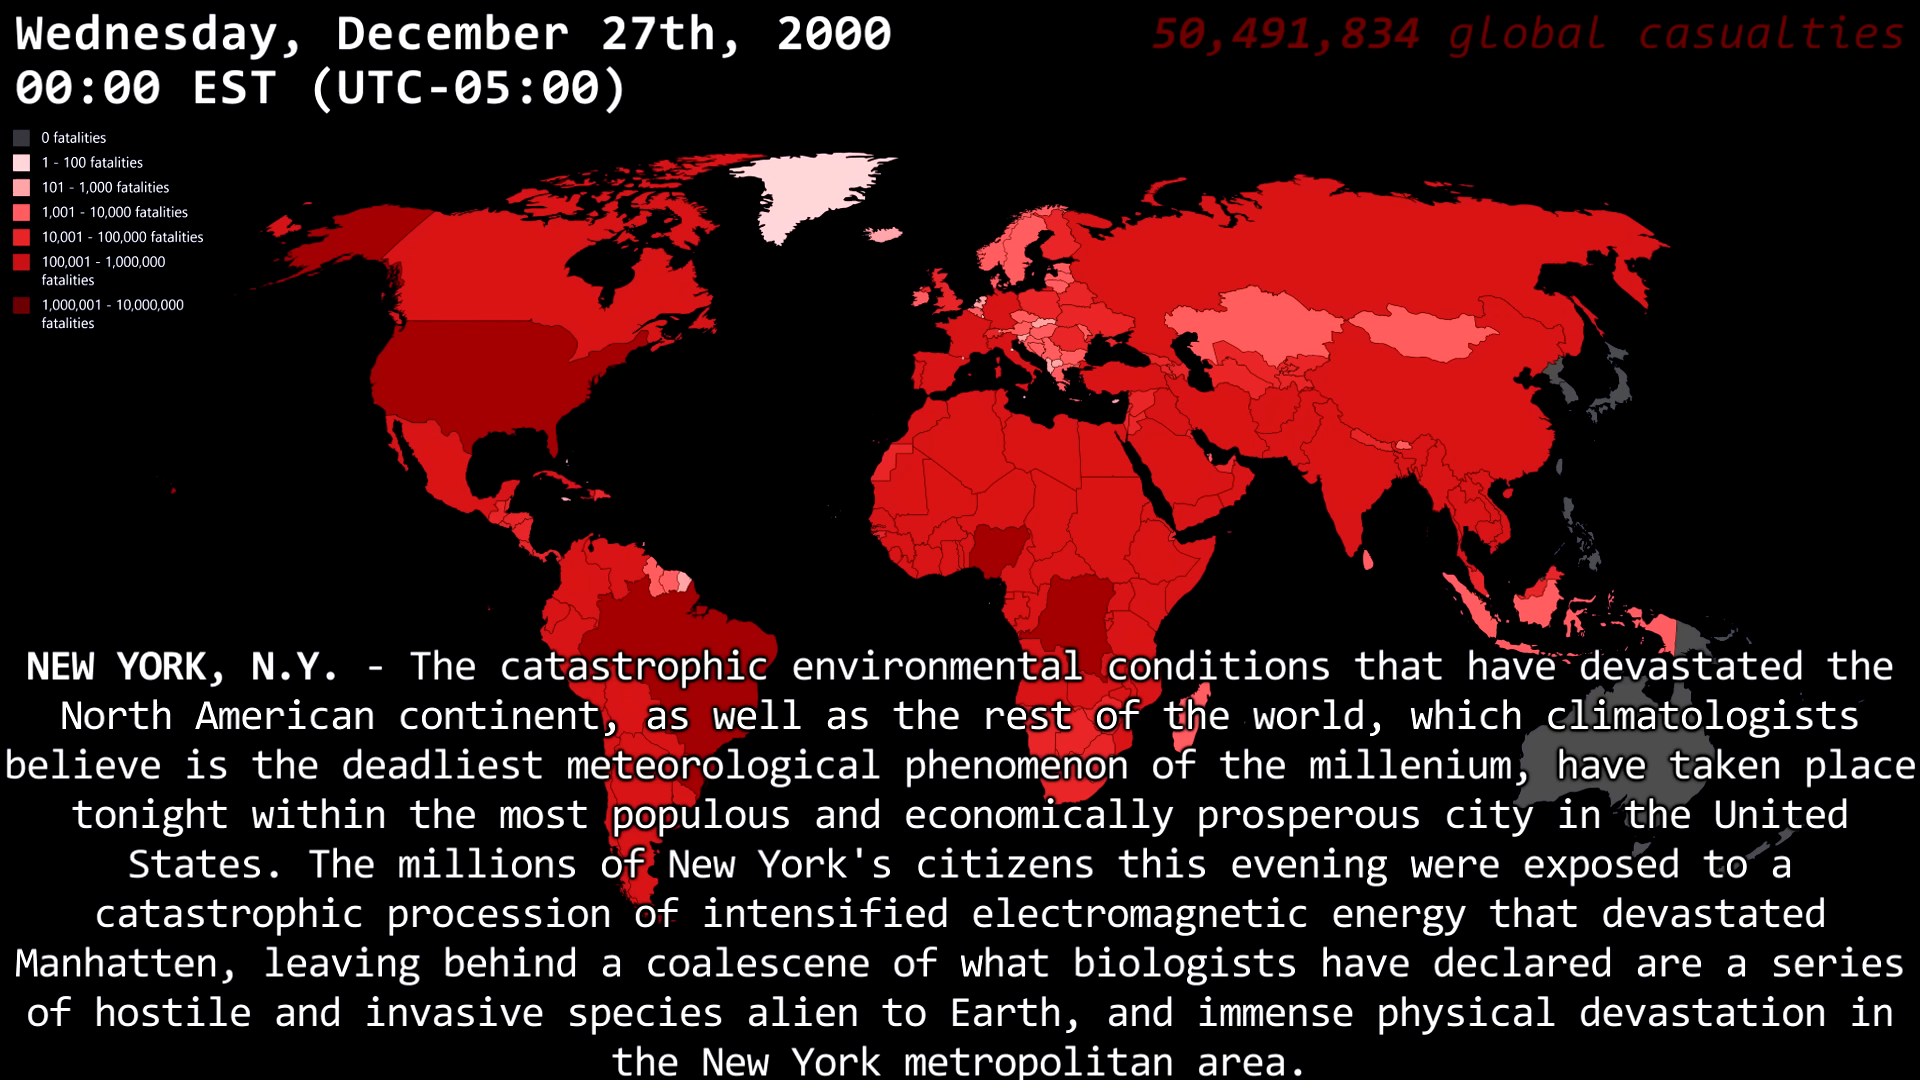 Wednesday, December 27th, 2000
50,491,834 global casualties
00:00 EST (UTC-05:00)
0 fatalities
1 - 100 fatalities
101 - 1,000 fatalities
1,001 - 10,000 fatalities
10,001 - 100,000 fatalities
100,001 - 1,000,000
fatalities
1,000,001 - 10,000,000
fatalities
NEW YORK, N.Y. - The catastrophic environmental conditions that have devastated the
North American continent, as well as the rest of the world, which climatologists
believe is the deadliest meteorological phenomenon of the millenium, have taken place
tonight within the most populous and economically prosperous city in the United
States. The millions of New York's citizens this evening were exposed to a
catastrophic procession of intensified electromagnetic energy that devastated
Manhatten, leaving behind a coalescene of what biologists have declared are a series
of hostile and invasive species alien to Earth, and immense physical devastation in
the New York metropolitan area.